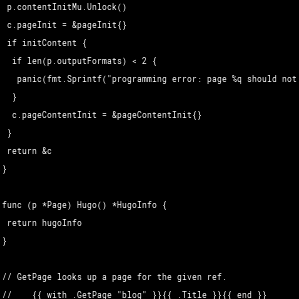 p.contentInitMu.Unlock()
c.pageInit = &pageInit{}
if initContent {
if len(p.outputFormats) < 2 {
panic(fmt.Sprintf("programming error: page %q should not
}
c.pageContentInit = &pageContentInit{}
}
return &c
}
func (p *Page) Hugo() *HugoInfo {
return hugoInfo
}
// GetPage looks up a page for the given ref.
// {{ with .GetPage "blog" }}{{ .Title }}{{ end }}